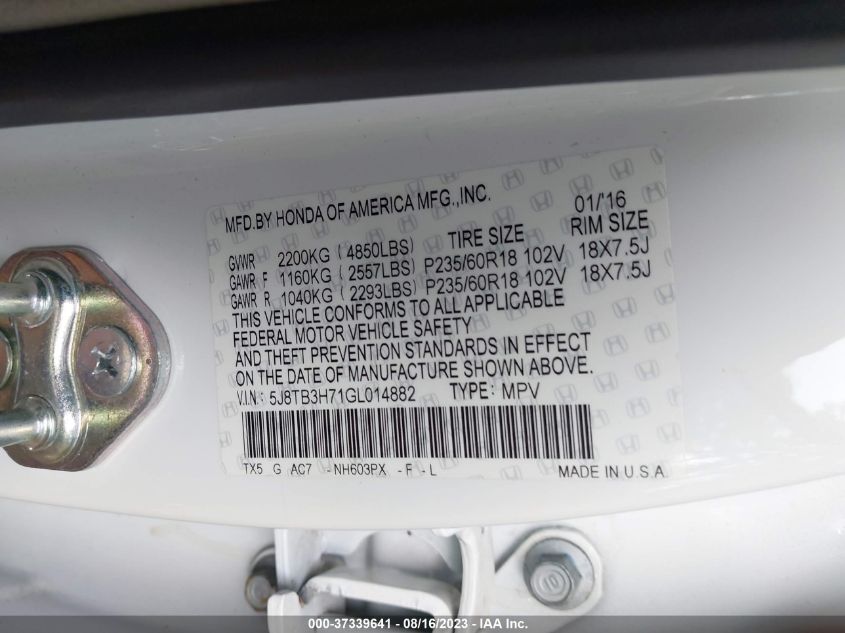 MFD.BY HONDA OF AMERICA MFG.,INC. 01/'16
TIRE SIZE RIM SIZE
GVWR 2200KG ( 4850LBS)
GAWR F 1160KG ( 2557LBS) P235/60R18 102V 18X7.5J
GAWR R 1040KG ( 2293LBS) P235/60R18 102V 18X7.5J
THIS VEHICLE CONFORMS TO ALL APPLICABLE
FEDERAL MOTOR VEHICLE SAFETY
AND THEFT PREVENTION STANDARDS IN EFFECT
ON THE DATE OF MANUFACTURE SHOWN ABOVE.
V.I.N: 5J8TB3H71GL014882 TYPE: MPV
TX5 G AC7 -NH603PX -F -L MADE IN U.S.A.
10
000-37339641 - 08/16/2023 - IAA Inc.